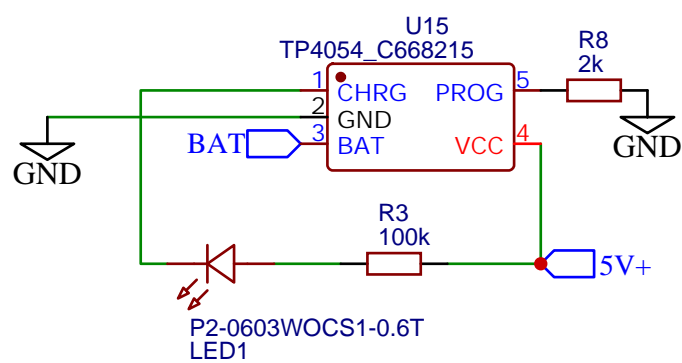 U15
TP4054_C668215
1 CHRG PROG 5
2 GND
3 BAT VCC 4
R8
2k
BAT
GND
GND
R3
100k
5V+
P2-0603WOCS1-0.6T
LED1